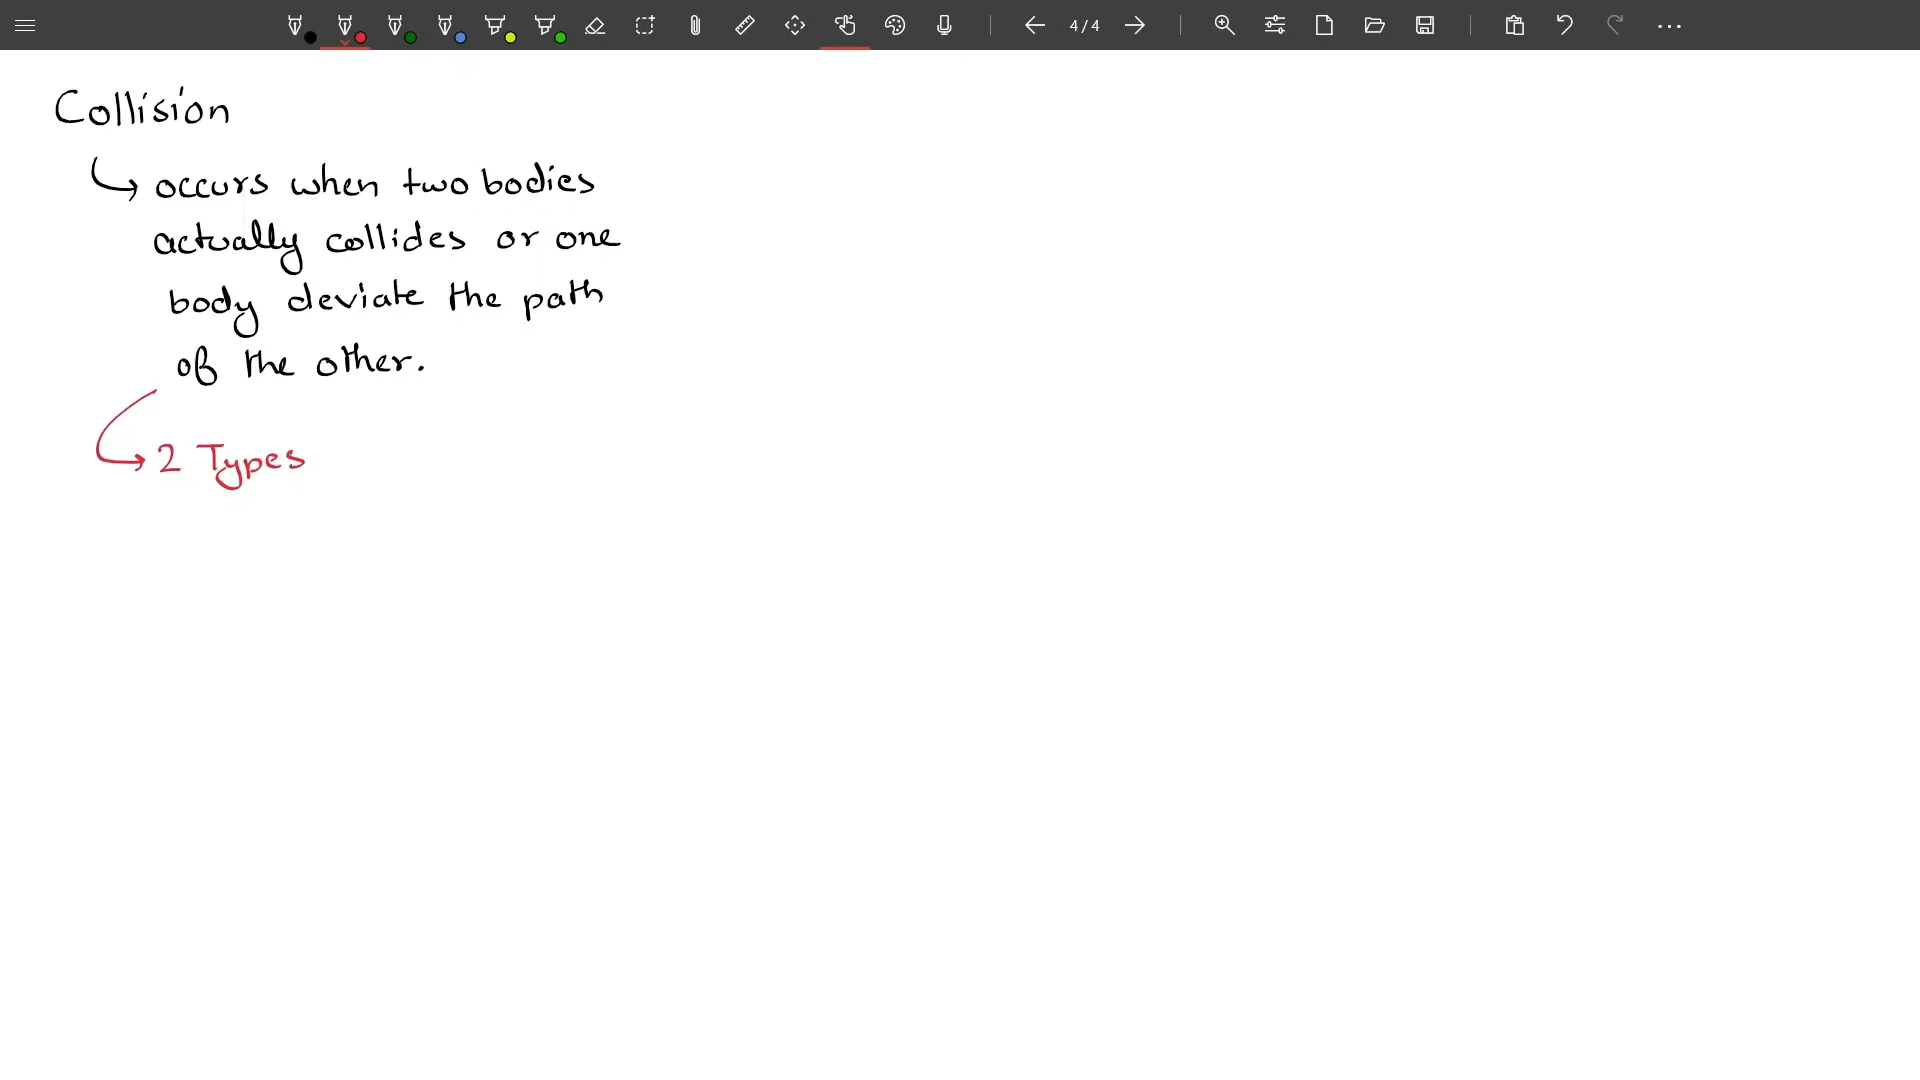 4/4
Collision
occurs when two bodies
actually collides or one
body deviate the path
of the other.
2 Types